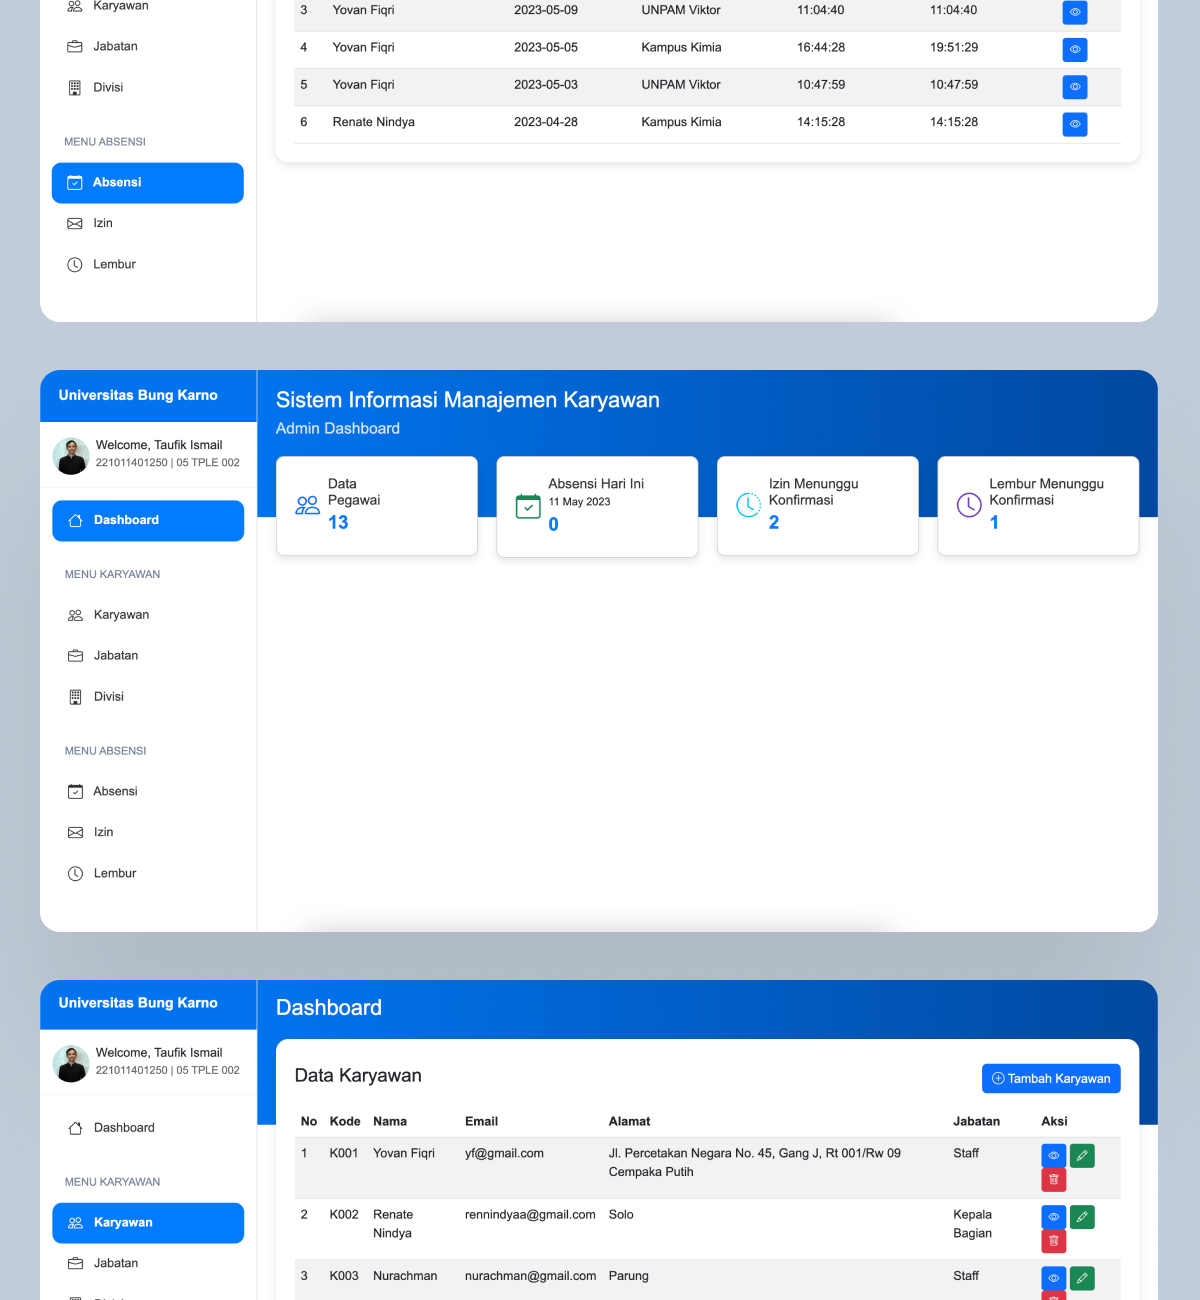 Karyawan
Jabatan
Divisi
MENU ABSENSI
Absensi
Izin
Lembur
3 Yovan Fiqri 2023-05-09 UNPAM Viktor 11:04:40 11:04:40
4 Yovan Fiqri 2023-05-05 Kampus Kimia 16:44:28 19:51:29
5 Yovan Fiqri 2023-05-03 UNPAM Viktor 10:47:59 10:47:59
6 Renate Nindya 2023-04-28 Kampus Kimia 14:15:28 14:15:28
Universitas Bung Karno
Welcome, Taufik Ismail
221011401250 | 05 TPLE 002
Dashboard
MENU KARYAWAN
Karyawan
Jabatan
Divisi
MENU ABSENSI
Absensi
Izin
Lembur
Sistem Informasi Manajemen Karyawan
Admin Dashboard
Data
Pegawai
13
Absensi Hari Ini
11 May 2023
0
Izin Menunggu
Konfirmasi
2
Lembur Menunggu
Konfirmasi
1
Universitas Bung Karno
Welcome, Taufik Ismail
221011401250 | 05 TPLE 002
Dashboard
MENU KARYAWAN
Karyawan
Jabatan
Dashboard
Data Karyawan
Tambah Karyawan
No Kode Nama Email Alamat Jabatan Aksi
1 K001 Yovan Fiqri yf@gmail.com Jl. Percetakan Negara No. 45, Gang J, Rt 001/Rw 09 Staff
Cempaka Putih
2 K002 Renate rennindyaa@gmail.com Solo Kepala
Nindya Bagian
3 K003 Nurachman nurachman@gmail.com Parung Staff